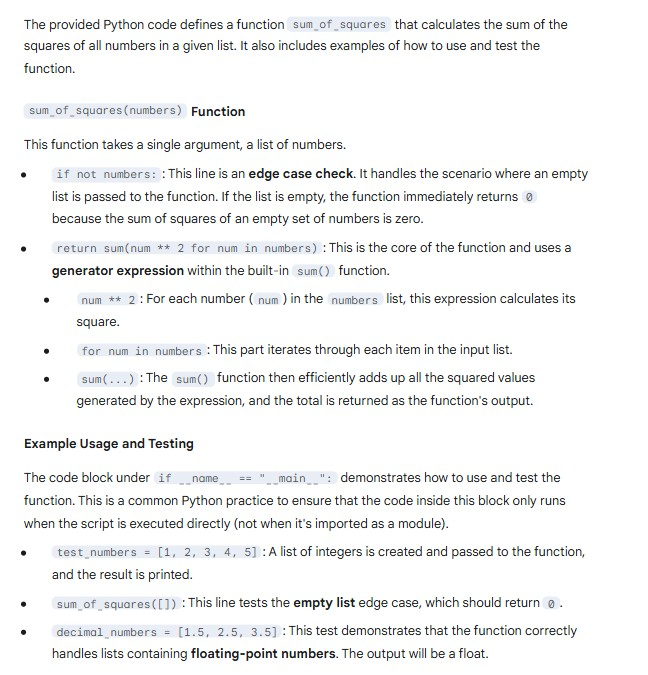 The provided Python code defines a function sum_of_squares that calculates the sum of the
squares of all numbers in a given list. It also includes examples of how to use and test the
function.
sum_of_squares(numbers) Function
This function takes a single argument, a list of numbers.
• if not numbers: : This line is an edge case check. It handles the scenario where an empty
list is passed to the function. If the list is empty, the function immediately returns 0
because the sum of squares of an empty set of numbers is zero.
• return sum(num ** 2 for num in numbers) : This is the core of the function and uses a
generator expression within the built-in sum() function.
• num ** 2 : For each number ( num ) in the numbers list, this expression calculates its
square.
• for num in numbers : This part iterates through each item in the input list.
• sum(...) : The sum() function then efficiently adds up all the squared values
generated by the expression, and the total is returned as the function's output.
Example Usage and Testing
The code block under if __name__ == "__main__": demonstrates how to use and test the
function. This is a common Python practice to ensure that the code inside this block only runs
when the script is executed directly (not when it's imported as a module).
• test_numbers = [1, 2, 3, 4, 5] : A list of integers is created and passed to the function,
and the result is printed.
• sum_of_squares([]) : This line tests the empty list edge case, which should return 0 .
• decimal_numbers = [1.5, 2.5, 3.5] : This test demonstrates that the function correctly
handles lists containing floating-point numbers. The output will be a float.